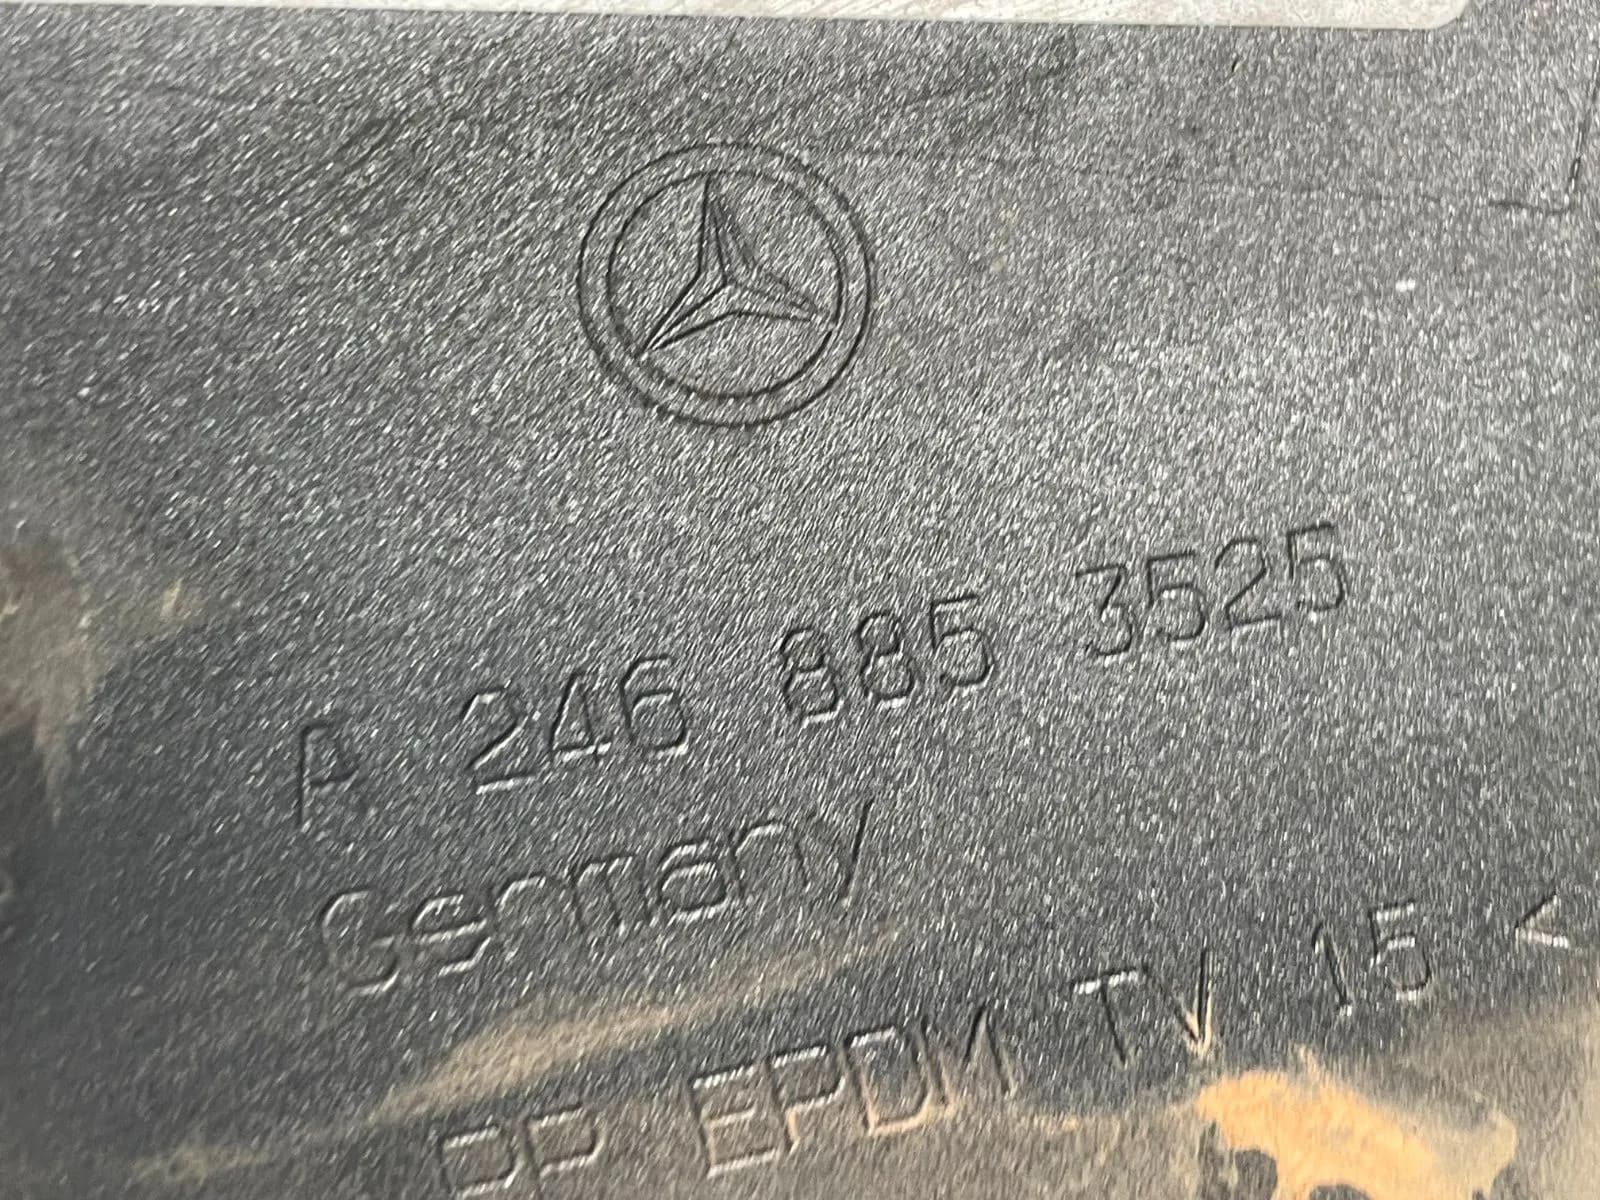 A 246 885 3525
Germany
PP EPDM TV 15 <